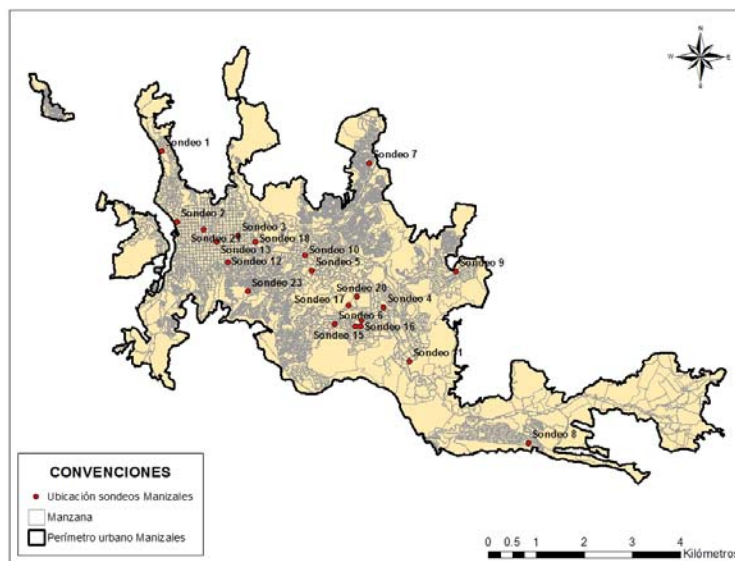 N
W E
S
Sondeo 1
Sondeo 7
Sondeo 2
Sondeo 3
Sondeo 21
Sondeo 18
Sondeo 13
Sondeo 10
Sondeo 12
Sondeo 5
Sondeo 9
Sondeo 23
Sondeo 20
Sondeo 17
Sondeo 4
Sondeo 6
Sondeo 16
Sondeo 15
Sondeo 11
Sondeo 8
CONVENCIONES
Ubicación sondeos Manizales
Manzana
Perímetro urbano Manizales
0 0.5 1 2 3 4
Kilómetros